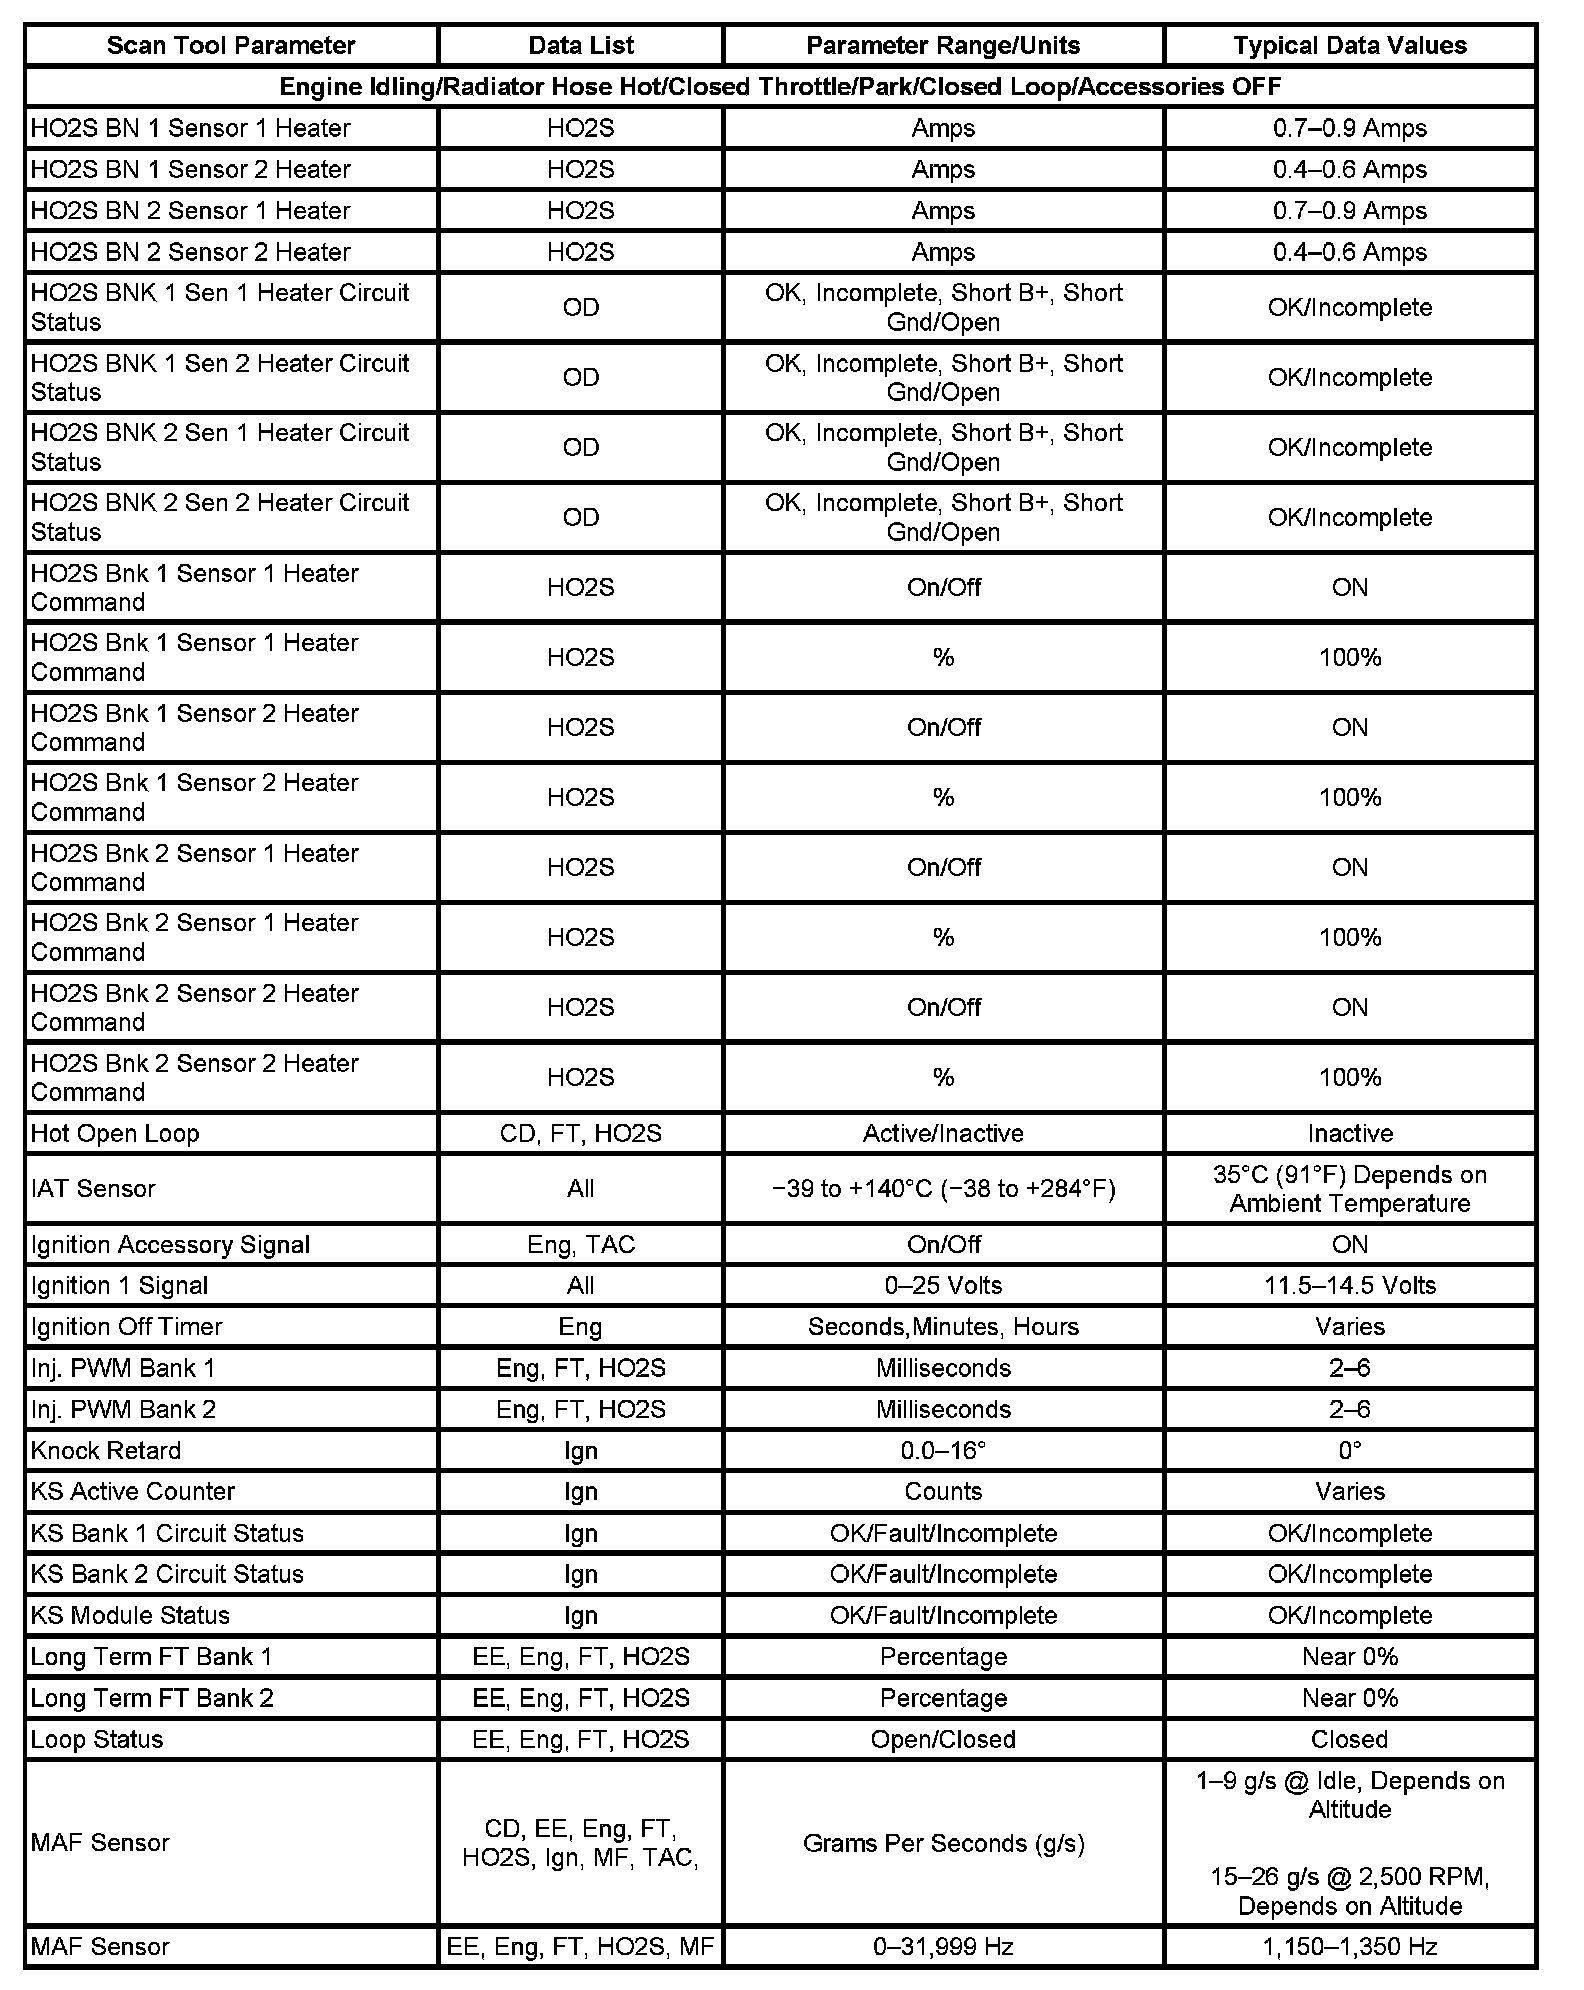 Scan Tool Parameter Data List Parameter Range/Units Typical Data Values
Engine Idling/Radiator Hose Hot/Closed Throttle/Park/Closed Loop/Accessories OFF
HO2S BN 1 Sensor 1 Heater HO2S Amps 0.7–0.9 Amps
HO2S BN 1 Sensor 2 Heater HO2S Amps 0.4–0.6 Amps
HO2S BN 2 Sensor 1 Heater HO2S Amps 0.7–0.9 Amps
HO2S BN 2 Sensor 2 Heater HO2S Amps 0.4–0.6 Amps
HO2S BNK 1 Sen 1 Heater Circuit
Status
OD
OK, Incomplete, Short B+, Short
Gnd/Open
OK/Incomplete
HO2S BNK 1 Sen 2 Heater Circuit
Status
OD
OK, Incomplete, Short B+, Short
Gnd/Open
OK/Incomplete
HO2S BNK 2 Sen 1 Heater Circuit
Status
OD
OK, Incomplete, Short B+, Short
Gnd/Open
OK/Incomplete
HO2S BNK 2 Sen 2 Heater Circuit
Status
OD
OK, Incomplete, Short B+, Short
Gnd/Open
OK/Incomplete
HO2S Bnk 1 Sensor 1 Heater
Command
HO2S On/Off ON
HO2S Bnk 1 Sensor 1 Heater
Command
HO2S % 100%
HO2S Bnk 1 Sensor 2 Heater
Command
HO2S On/Off ON
HO2S Bnk 1 Sensor 2 Heater
Command
HO2S % 100%
HO2S Bnk 2 Sensor 1 Heater
Command
HO2S On/Off ON
HO2S Bnk 2 Sensor 1 Heater
Command
HO2S % 100%
HO2S Bnk 2 Sensor 2 Heater
Command
HO2S On/Off ON
HO2S Bnk 2 Sensor 2 Heater
Command
HO2S % 100%
Hot Open Loop CD, FT, HO2S Active/Inactive Inactive
IAT Sensor All −39 to +140°C (−38 to +284°F)
35°C (91°F) Depends on
Ambient Temperature
Ignition Accessory Signal Eng, TAC On/Off ON
Ignition 1 Signal All 0–25 Volts 11.5–14.5 Volts
Ignition Off Timer Eng Seconds,Minutes, Hours Varies
Inj. PWM Bank 1 Eng, FT, HO2S Milliseconds 2–6
Inj. PWM Bank 2 Eng, FT, HO2S Milliseconds 2–6
Knock Retard Ign 0.0–16° 0°
KS Active Counter Ign Counts Varies
KS Bank 1 Circuit Status Ign OK/Fault/Incomplete OK/Incomplete
KS Bank 2 Circuit Status Ign OK/Fault/Incomplete OK/Incomplete
KS Module Status Ign OK/Fault/Incomplete OK/Incomplete
Long Term FT Bank 1 EE, Eng, FT, HO2S Percentage Near 0%
Long Term FT Bank 2 EE, Eng, FT, HO2S Percentage Near 0%
Loop Status EE, Eng, FT, HO2S Open/Closed Closed
MAF Sensor
CD, EE, Eng, FT,
HO2S, Ign, MF, TAC,
Grams Per Seconds (g/s)
1–9 g/s @ Idle, Depends on
Altitude
15–26 g/s @ 2,500 RPM,
Depends on Altitude
MAF Sensor EE, Eng, FT, HO2S, MF 0–31,999 Hz 1,150–1,350 Hz